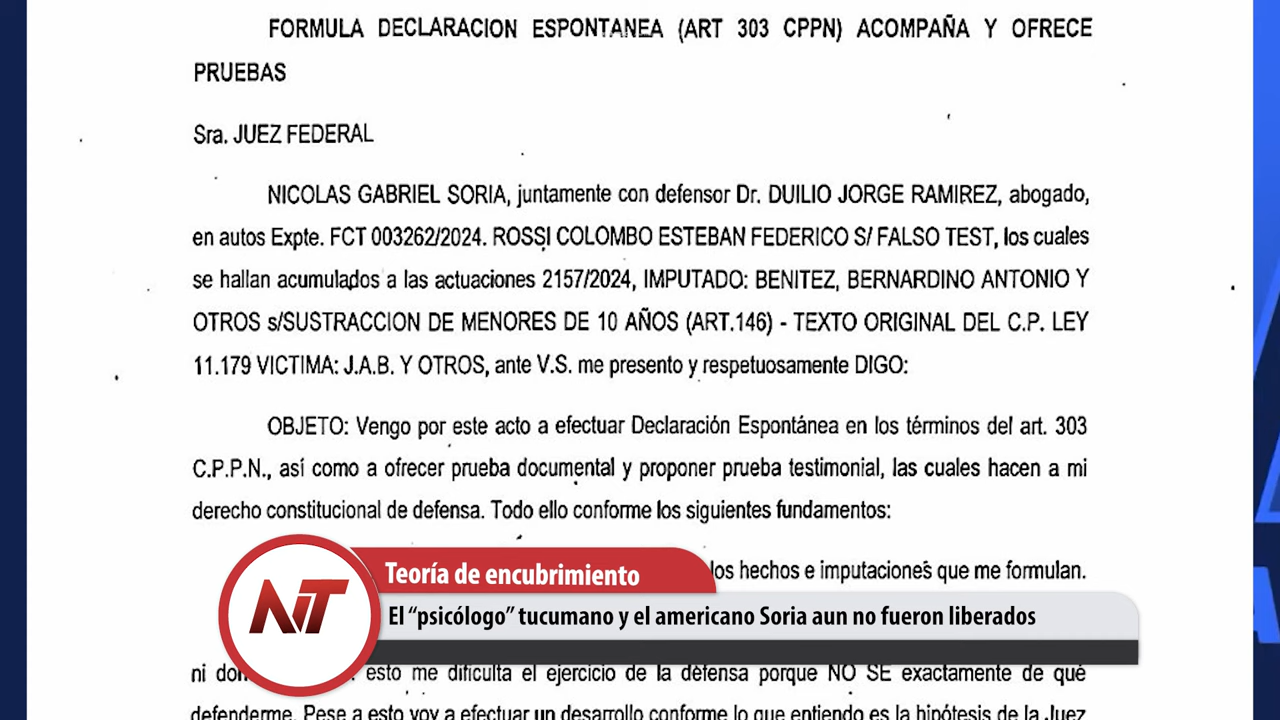 FORMULA DECLARACION ESPONTANEA (ART 303 CPPN) ACOMPAÑA Y OFRECE
PRUEBAS
Sra. JUEZ FEDERAL
NICOLAS GABRIEL SORIA, juntamente con defensor Dr. DUILIO JORGE RAMIREZ, abogado,
en autos Expte. FCT 003262/2024. ROSSI COLOMBO ESTEBAN FEDERICO S/ FALSO TEST, los cuales
se hallan acumulados a las actuaciones 2157/2024, IMPUTADO: BENITEZ, BERNARDINO ANTONIO Y
OTROS s/SUSTRACCION DE MENORES DE 10 AÑOS (ART.146) - TEXTO ORIGINAL DEL C.P. LEY
11.179 VICTIMA: J.A.B. Y OTROS, ante V.S. me presento y respetuosamente DIGO:
OBJETO: Vengo por este acto a efectuar Declaración Espontánea en los términos del art. 303
C.P.P.N., así como a ofrecer prueba documental y proponer prueba testimonial, las cuales hacen a mi
derecho constitucional de defensa. Todo ello conforme los siguientes fundamentos:
los hechos e imputaciones que me formulan.
NT
Teoría de encubrimiento
El “psicólogo” tucumano y el americano Soria aun no fueron liberados
ni esto me dificulta el ejercicio de la defensa porque NO SE exactamente de qué
defenderme. Pese a esto voy a efectuar un desarrollo conforme lo que entiendo es la hipótesis de la Juez